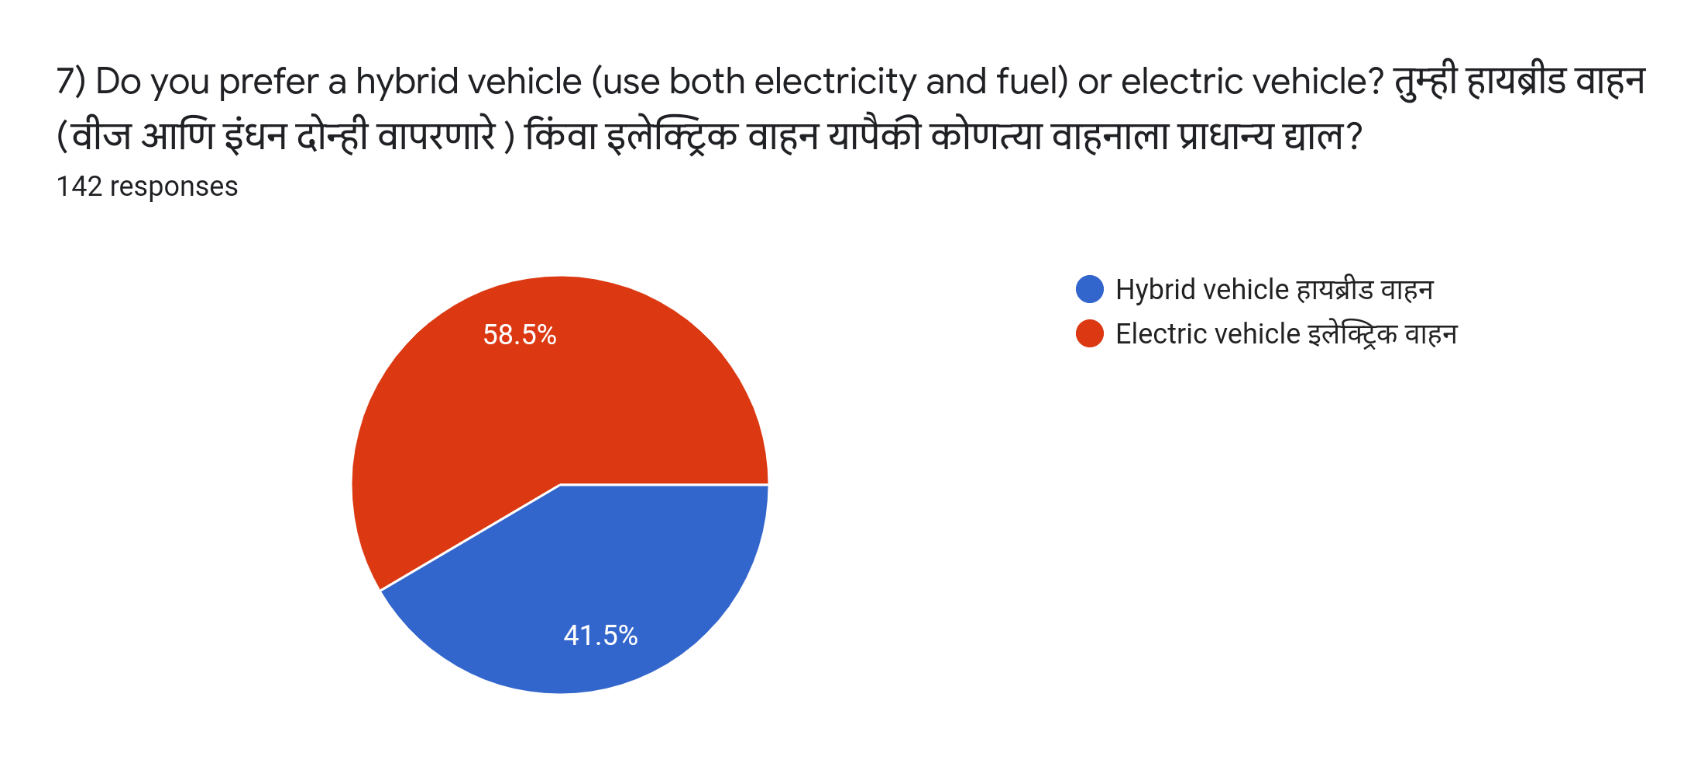 7) Do you prefer a hybrid vehicle (use both electricity and fuel) or electric vehicle? तुम्ही हायब्रीड वाहन
(वीज आणि इंधन दोन्ही वापरणारे ) किंवा इलेक्ट्रिक वाहन यापैकी कोणत्या वाहनाला प्राधान्य द्याल?
142 responses
Hybrid vehicle हायब्रीड वाहन
Electric vehicle इलेक्ट्रिक वाहन
58.5%
41.5%